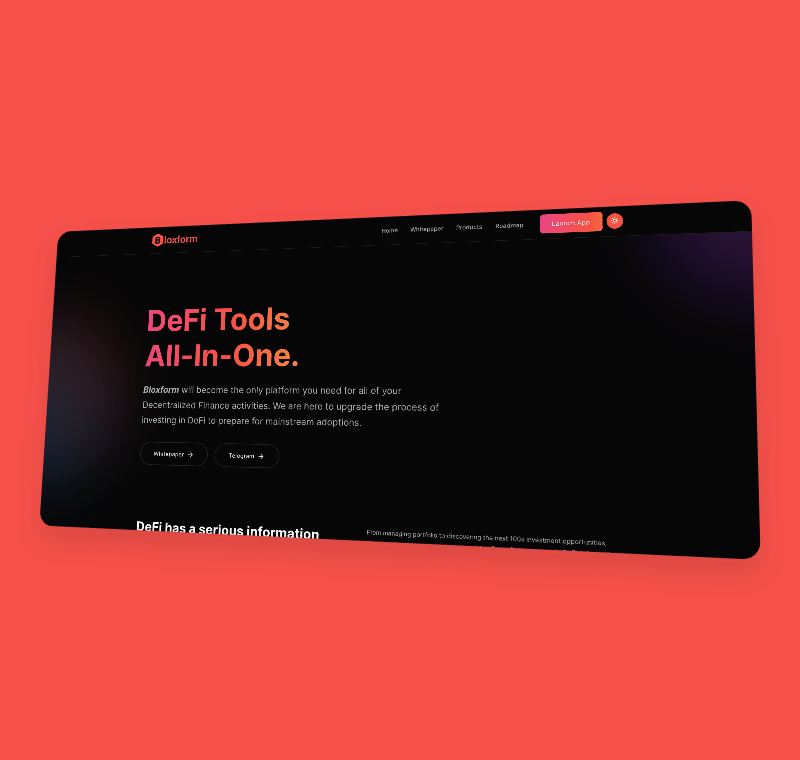 Bloxform
Home Whitepaper Products Roadmap Launch App
DeFi Tools
All-In-One.
Bloxform will become the only platform you need for all of your
Decentralized Finance activities. We are here to upgrade the process of
investing in DeFi to prepare for mainstream adoptions.
Whitepaper → Telegram →
DeFi has a serious information
From managing portfolio to discovering the next 100x investment opportunities,